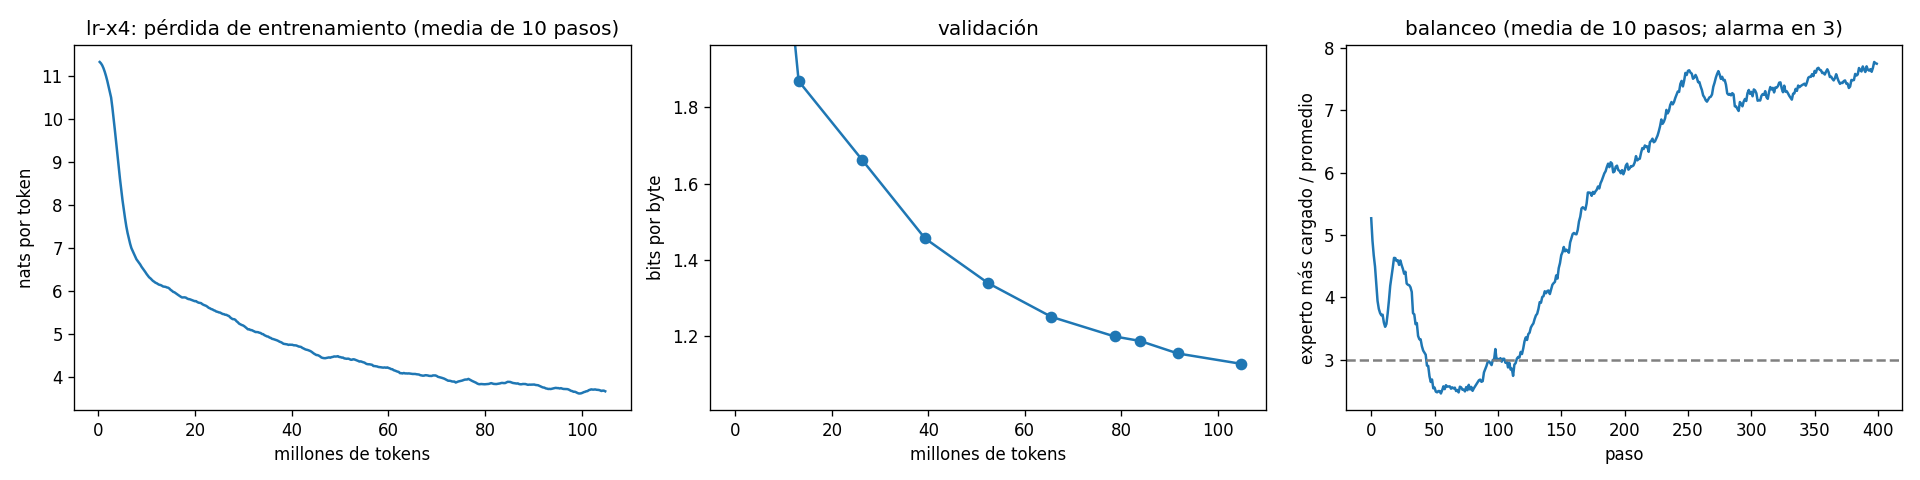 lr-x4: pérdida de entrenamiento (media de 10 pasos)
nats por token
11
10
9
8
7
6
5
4
0 20 40 60 80 100
millones de tokens
validación
bits por byte
1.8
1.6
1.4
1.2
0 20 40 60 80 100
millones de tokens
balanceo (media de 10 pasos; alarma en 3)
experto más cargado / promedio
8
7
6
5
4
3
0 50 100 150 200 250 300 350 400
paso